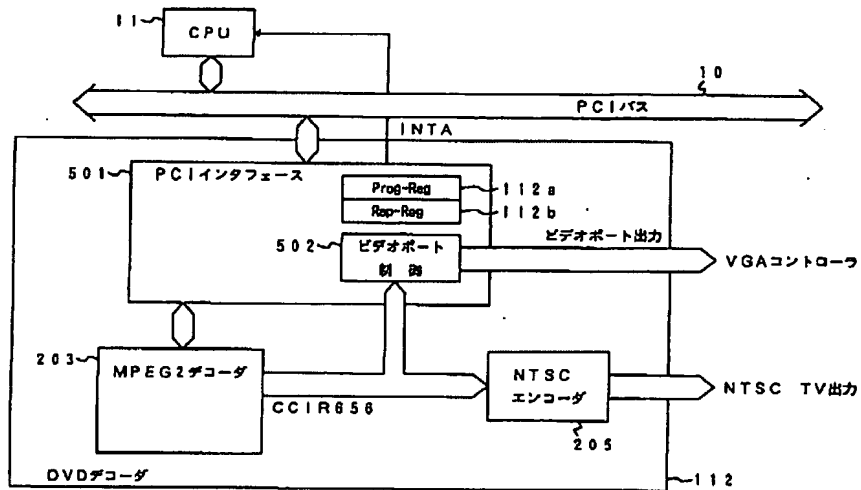 11
CPU
10
PCIバス
INTA
501
PCIインタフェース
Prog-Reg
112a
Rep-Reg
112b
502
ビデオポート
制御
ビデオポート出力
VGAコントローラ
203
MPEG2デコーダ
CCIR656
NTSC
エンコーダ
205
NTSC TV出力
DVDデコーダ
112